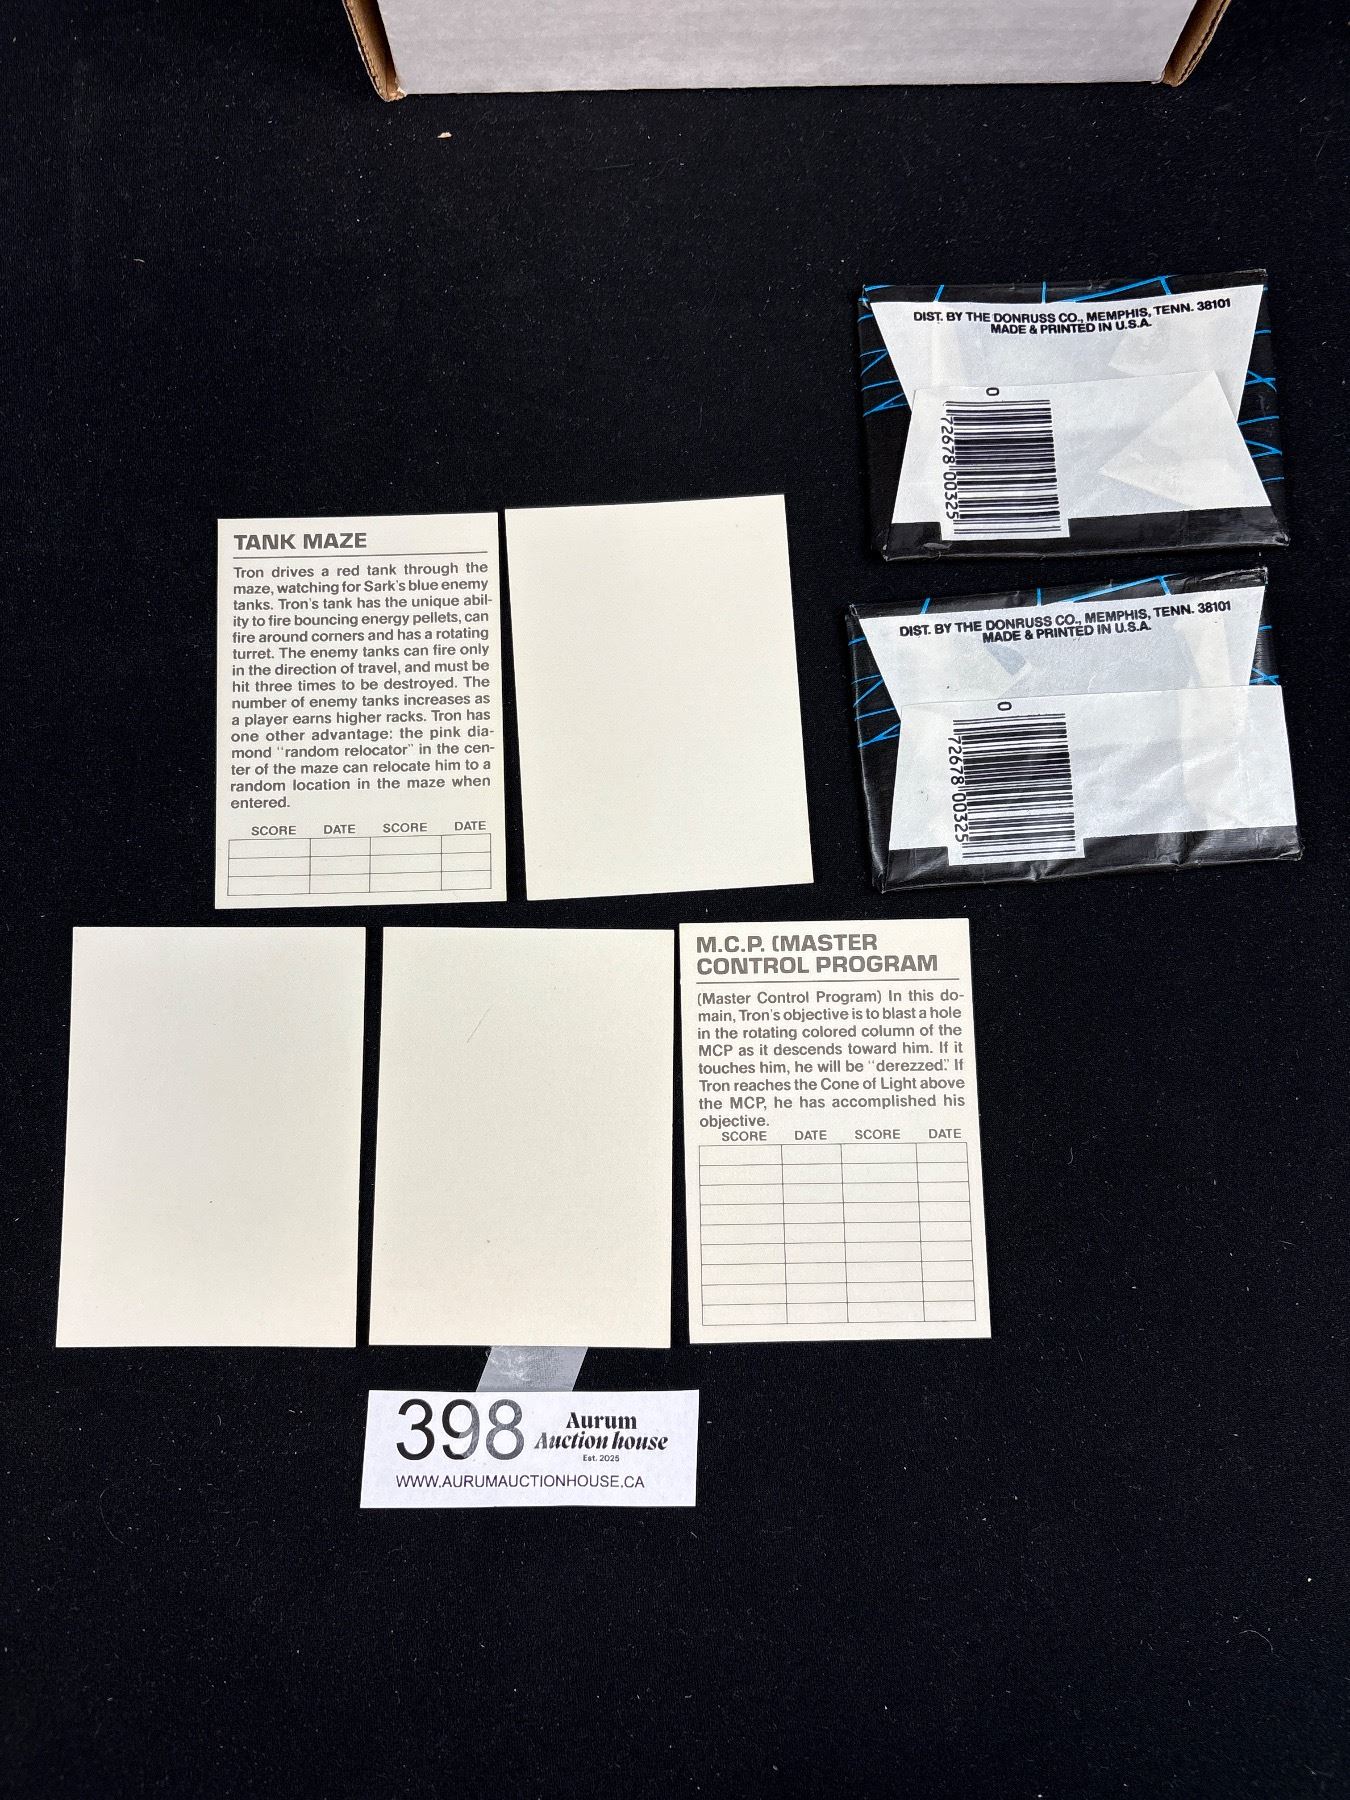 DIST. BY THE DONRUSS CO., MEMPHIS, TENN. 38101
MADE & PRINTED IN U.S.A.
0
72678 00325
DIST. BY THE DONRUSS CO., MEMPHIS, TENN. 38101
MADE & PRINTED IN U.S.A.
0
72678 00325
TANK MAZE
Tron drives a red tank through the
maze, watching for Sark's blue enemy
tanks. Tron's tank has the unique abil-
ity to fire bouncing energy pellets, can
fire around corners and has a rotating
turret. The enemy tanks can fire only
in the direction of travel, and must be
hit three times to be destroyed. The
number of enemy tanks increases as
a player earns higher racks. Tron has
one other advantage: the pink dia-
mond "random relocator" in the cen-
ter of the maze can relocate him to a
random location in the maze when
entered.
SCORE DATE SCORE DATE
M.C.P. (MASTER
CONTROL PROGRAM
(Master Control Program) In this do-
main, Tron's objective is to blast a hole
in the rotating colored column of the
MCP as it descends toward him. If it
touches him, he will be "derezzed." If
Tron reaches the Cone of Light above
the MCP, he has accomplished his
objective.
SCORE DATE SCORE DATE
398
Aurum
Auction house
Est. 2025
WWW.AURUMAUCTIONHOUSE.CA